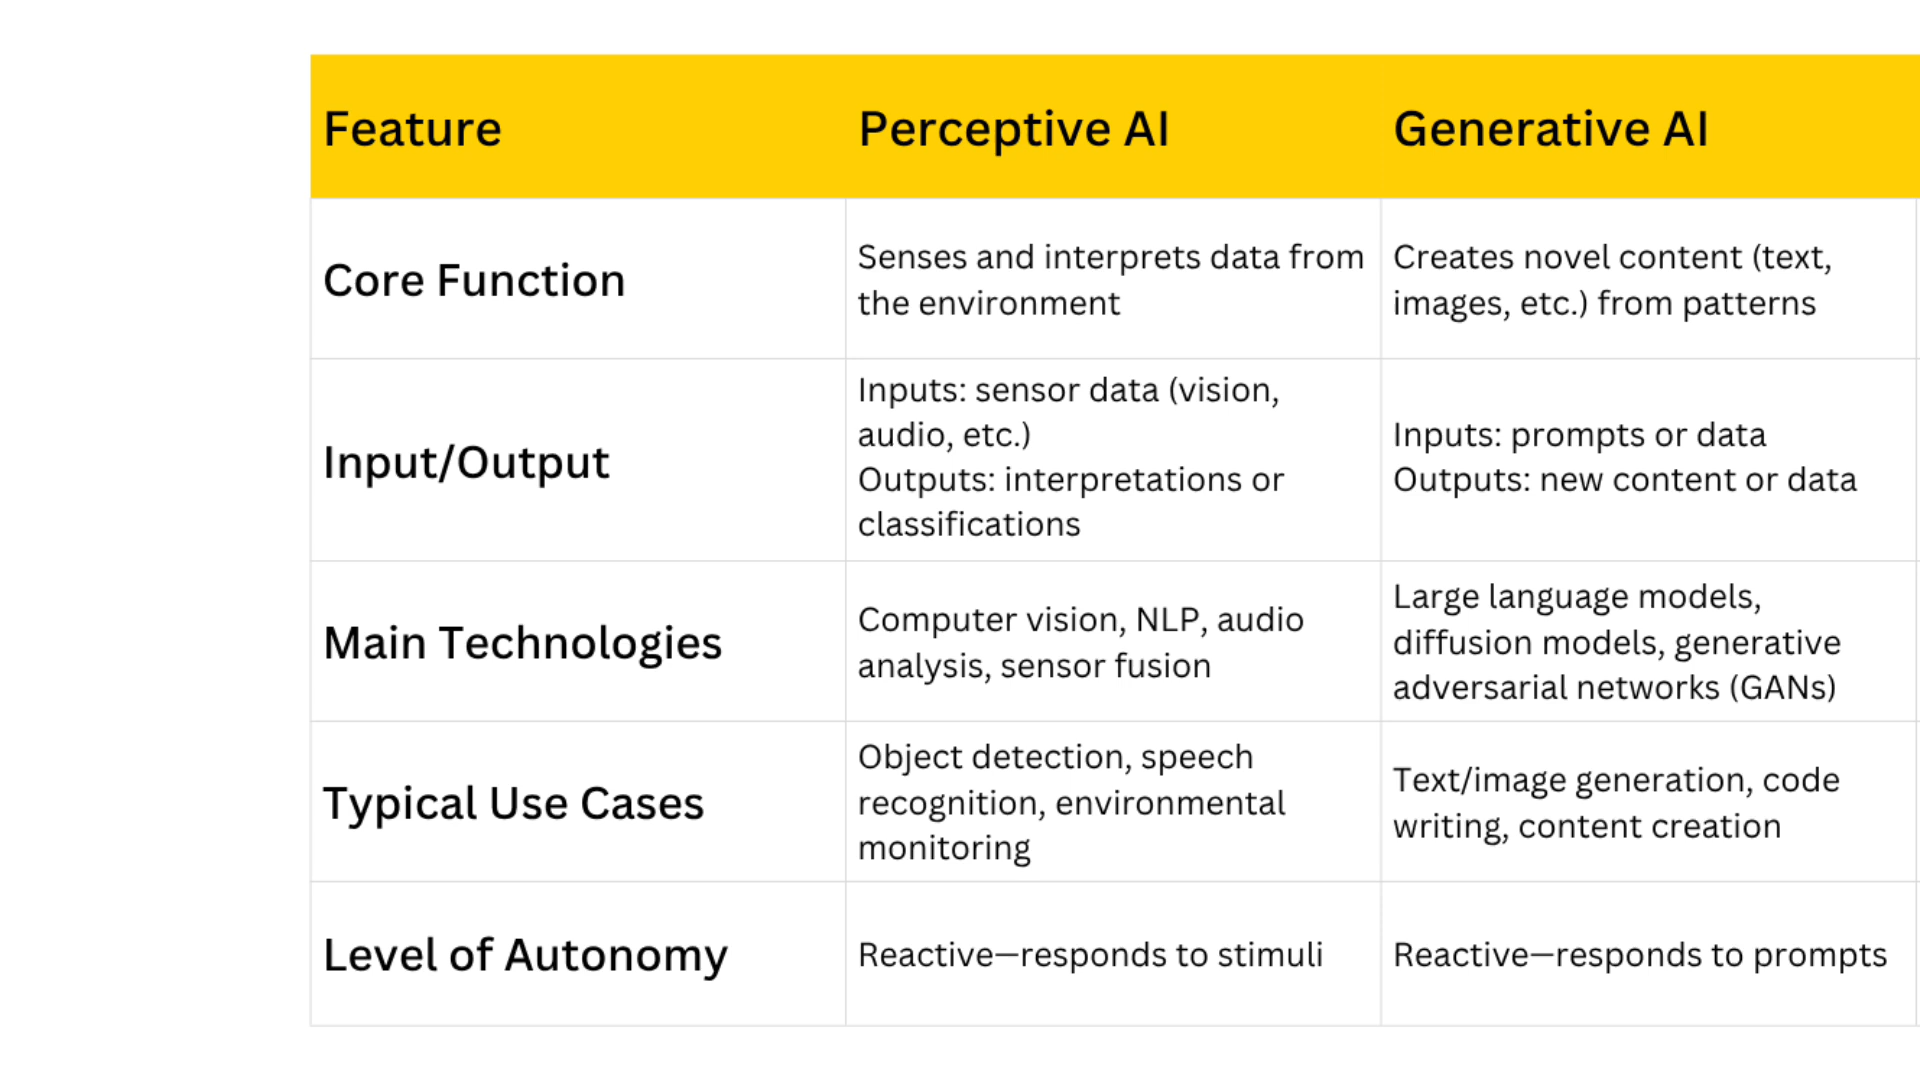 Feature
Perceptive AI
Generative AI
Core Function
Senses and interprets data from
the environment
Creates novel content (text,
images, etc.) from patterns
Input/Output
Inputs: sensor data (vision,
audio, etc.)
Outputs: interpretations or
classifications
Inputs: prompts or data
Outputs: new content or data
Main Technologies
Computer vision, NLP, audio
analysis, sensor fusion
Large language models,
diffusion models, generative
adversarial networks (GANs)
Typical Use Cases
Object detection, speech
recognition, environmental
monitoring
Text/image generation, code
writing, content creation
Level of Autonomy
Reactive—responds to stimuli
Reactive—responds to prompts